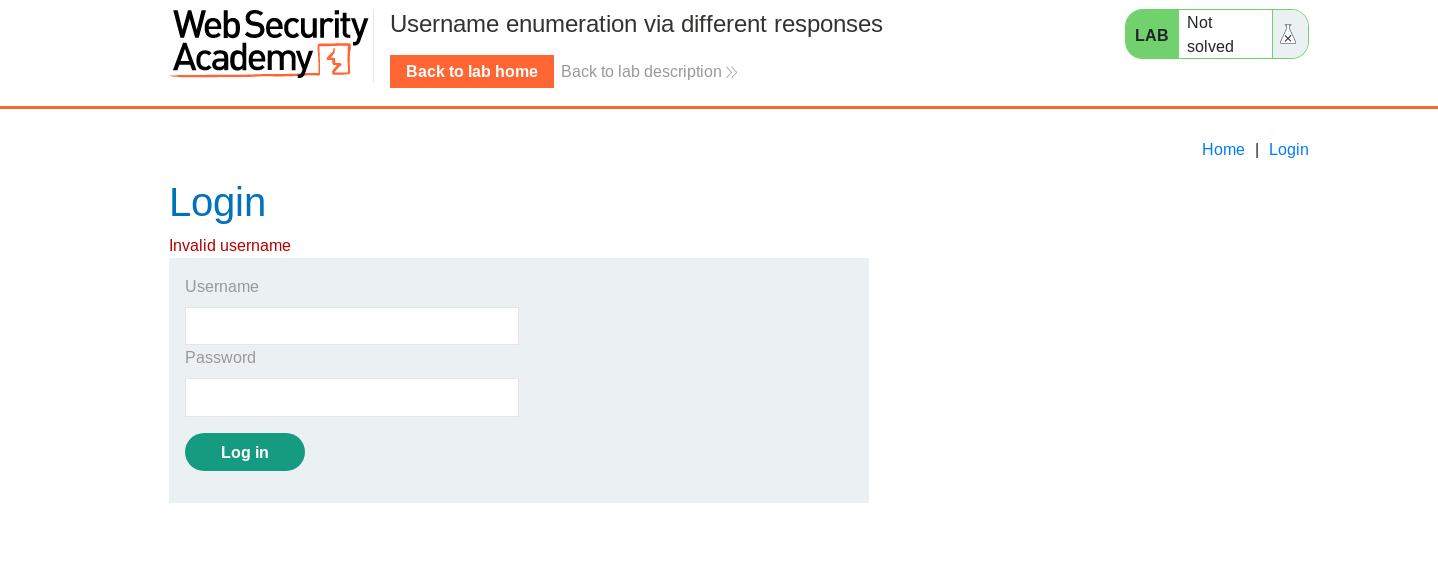 Web Security
Academy
Username enumeration via different responses
Back to lab home Back to lab description
LAB
Not
solved
Home | Login
Login
Invalid username
Username
Password
Log in